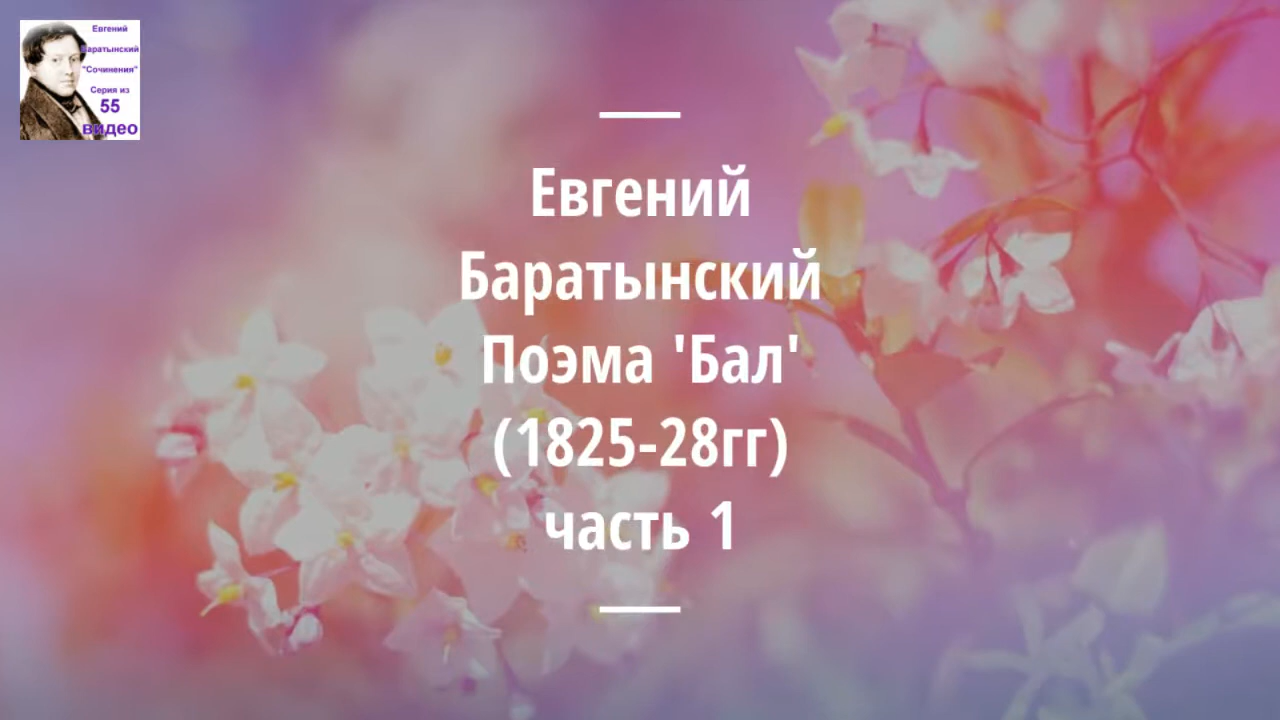 Евгений
Баратынский
"Сочинения"
Серия из
55
видео
Евгений
Баратынский
Поэма 'Бал'
(1825-28гг)
часть 1